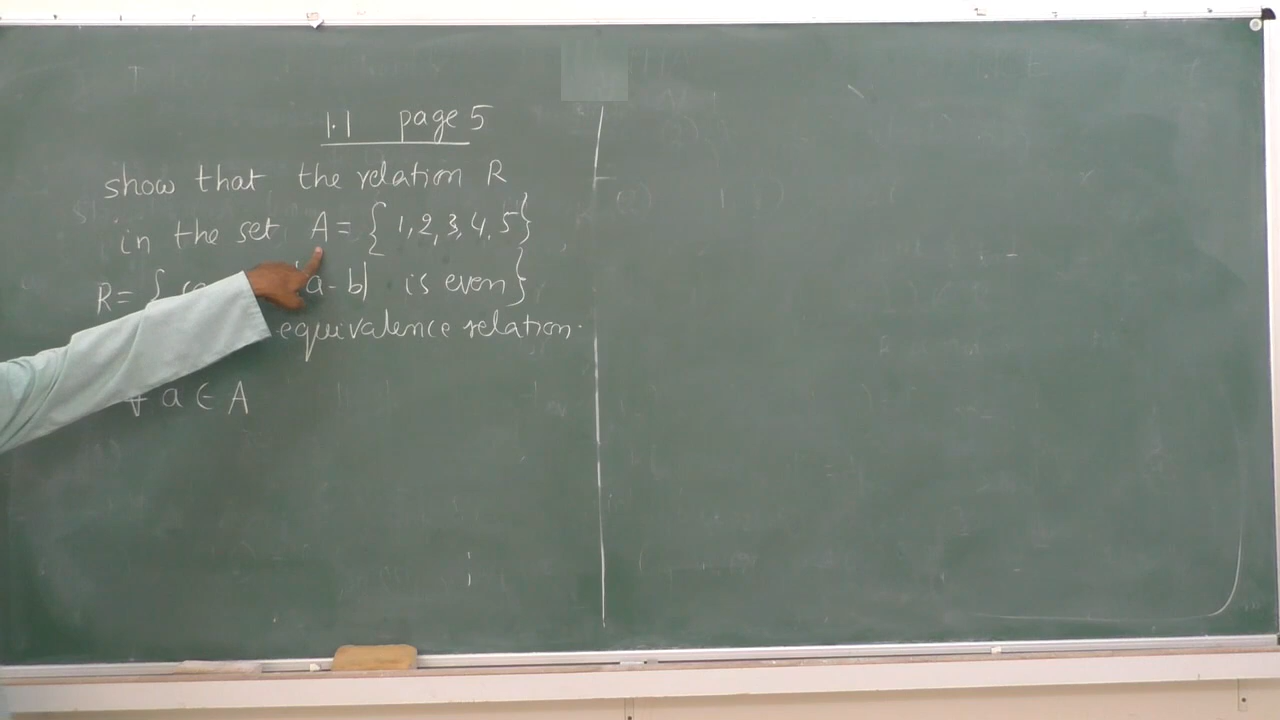 1.1 page 5
show that the relation R
in the set A = { 1, 2, 3, 4, 5 }
R = { (a a - b| is even }
equivalence relation.
∀ a ∈ A